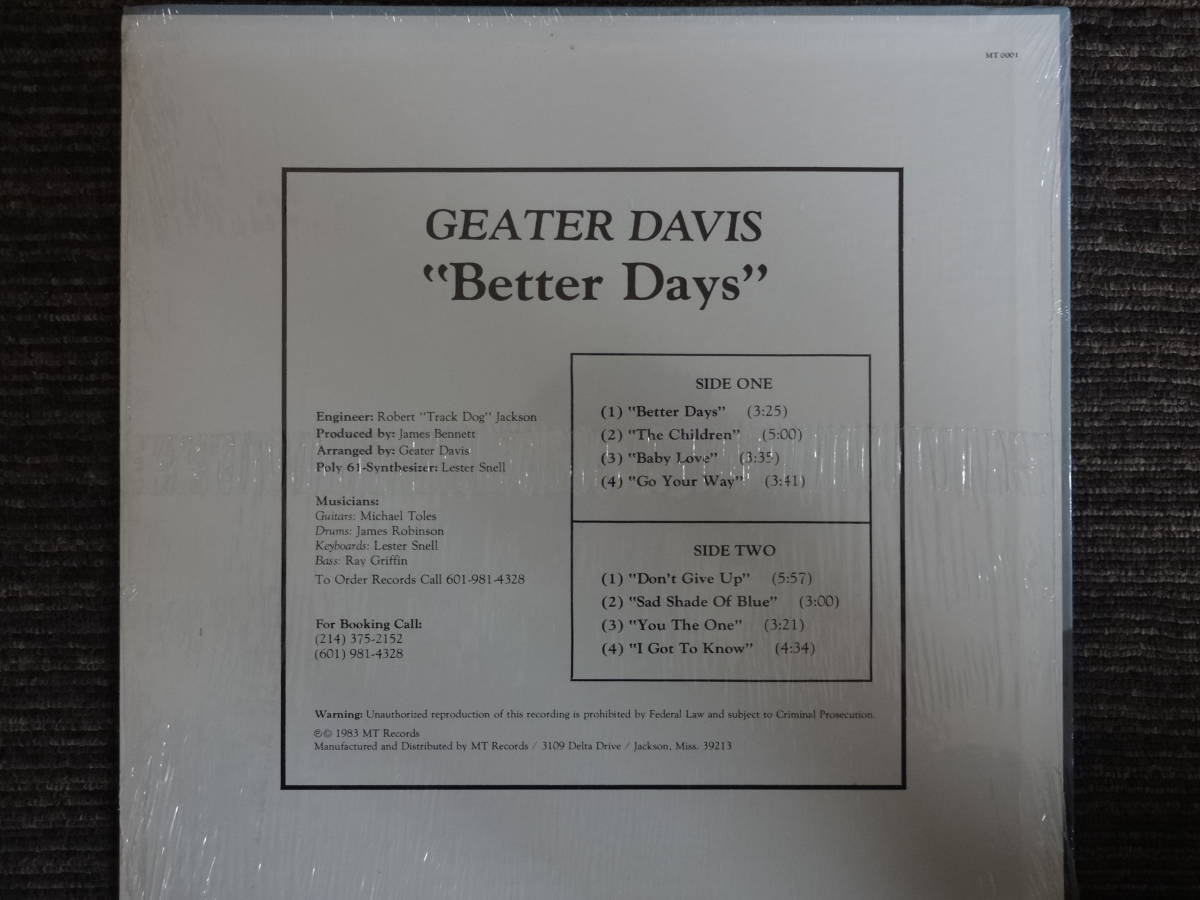 MT 0001
GEATER DAVIS
"Better Days"
Engineer: Robert "Track Dog" Jackson
Produced by: James Bennett
Arranged by: Geater Davis
Poly 61-Synthesizer: Lester Snell
Musicians:
Guitars: Michael Toles
Drums: James Robinson
Keyboards: Lester Snell
Bass: Ray Griffin
To Order Records Call 601-981-4328
For Booking Call:
(214) 375-2152
(601) 981-4328
SIDE ONE
(1) "Better Days" (3:25)
(2) "The Children" (5:00)
(3) "Baby Love" (3:35)
(4) "Go Your Way" (3:41)
SIDE TWO
(1) "Don't Give Up" (5:57)
(2) "Sad Shade Of Blue" (3:00)
(3) "You The One" (3:21)
(4) "I Got To Know" (4:34)
Warning: Unauthorized reproduction of this recording is prohibited by Federal Law and subject to Criminal Prosecution.
℗© 1983 MT Records
Manufactured and Distributed by MT Records / 3109 Delta Drive / Jackson, Miss. 39213